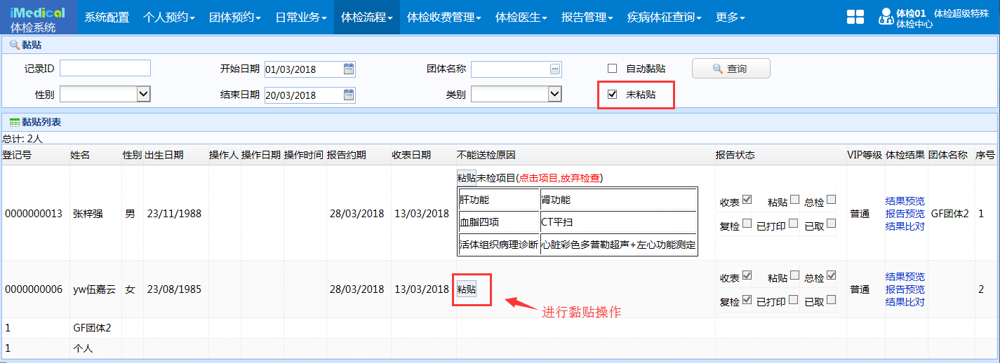 iMedical 体检系统 系统配置 个人预约 团体预约 日常业务 体检流程 体检收费管理 体检医生 报告管理 疾病体征查询 更多 体检01 体检超级特殊 体检中心
黏贴
记录ID 开始日期 01/03/2018 团体名称 自动黏贴 查询
性别 结束日期 20/03/2018 类别 未粘贴
黏贴列表
总计: 2人
登记号 姓名 性别 出生日期 操作人 操作日期 操作时间 报告约期 收表日期 不能送检原因 报告状态 VIP等级 体检结果 团体名称 序号
粘贴未检项目(点击项目,放弃检查)
肝功能 肾功能
收表 粘贴 总检 结果预览
0000000013 张梓强 男 23/11/1988 28/03/2018 13/03/2018 普通 报告预览 GF团体2 1
血脂四项 CT平扫
复检 已打印 已取 结果比对
活体组织病理诊断 心脏彩色多普勒超声+左心功能测定
收表 粘贴 总检 结果预览
0000000006 yw伍嘉云 女 23/08/1985 28/03/2018 13/03/2018 粘贴 普通 报告预览 2
复检 已打印 已取 结果比对
进行黏贴操作
1 GF团体2
1 个人